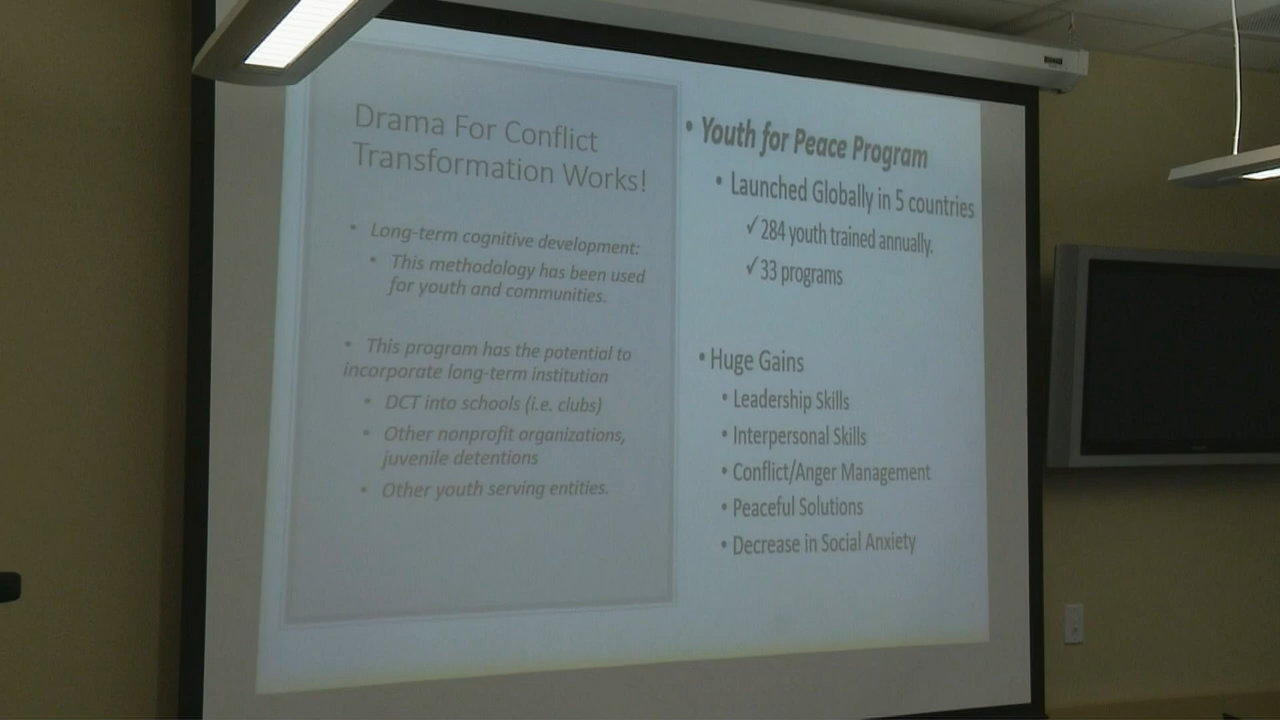 Drama For Conflict
Transformation Works!
• Long-term cognitive development:
• This methodology has been used
for youth and communities.
• This program has the potential to
incorporate long-term institution
• DCT into schools (i.e. clubs)
• Other nonprofit organizations,
juvenile detentions
• Other youth serving entities.
• Youth for Peace Program
• Launched Globally in 5 countries
✓ 284 youth trained annually.
✓ 33 programs
• Huge Gains
• Leadership Skills
• Interpersonal Skills
• Conflict/Anger Management
• Peaceful Solutions
• Decrease in Social Anxiety